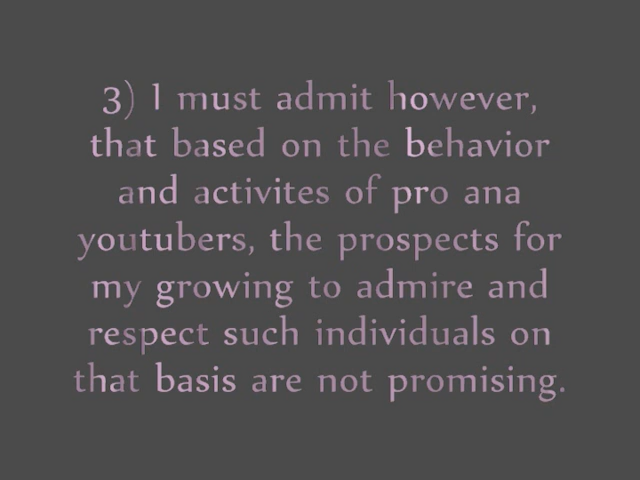 3) I must admit however,
that based on the behavior
and activites of pro ana
youtubers, the prospects for
my growing to admire and
respect such individuals on
that basis are not promising.